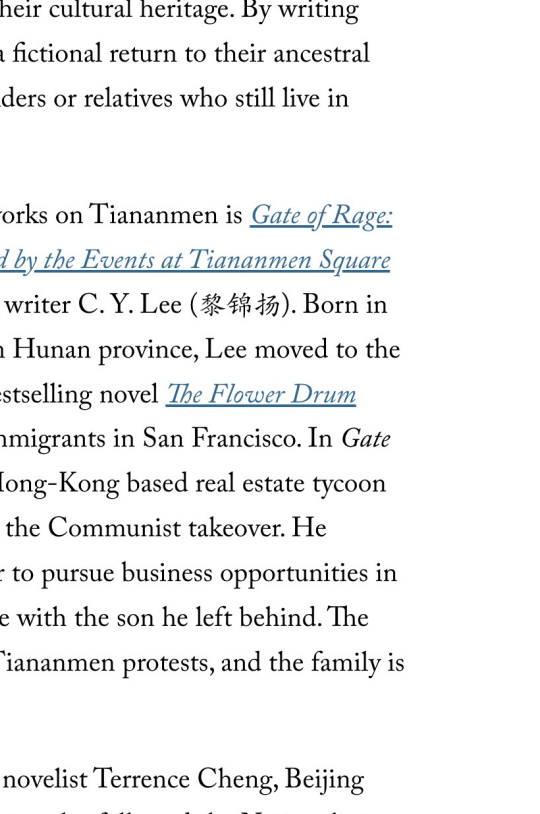 heir cultural heritage. By writing
a fictional return to their ancestral
ders or relatives who still live in
orks on Tiananmen is Gate of Rage:
d by the Events at Tiananmen Square
writer C. Y. Lee (黎锦扬). Born in
n Hunan province, Lee moved to the
estselling novel The Flower Drum
mmigrants in San Francisco. In Gate
Hong-Kong based real estate tycoon
the Communist takeover. He
r to pursue business opportunities in
e with the son he left behind. The
Tiananmen protests, and the family is
novelist Terrence Cheng, Beijing